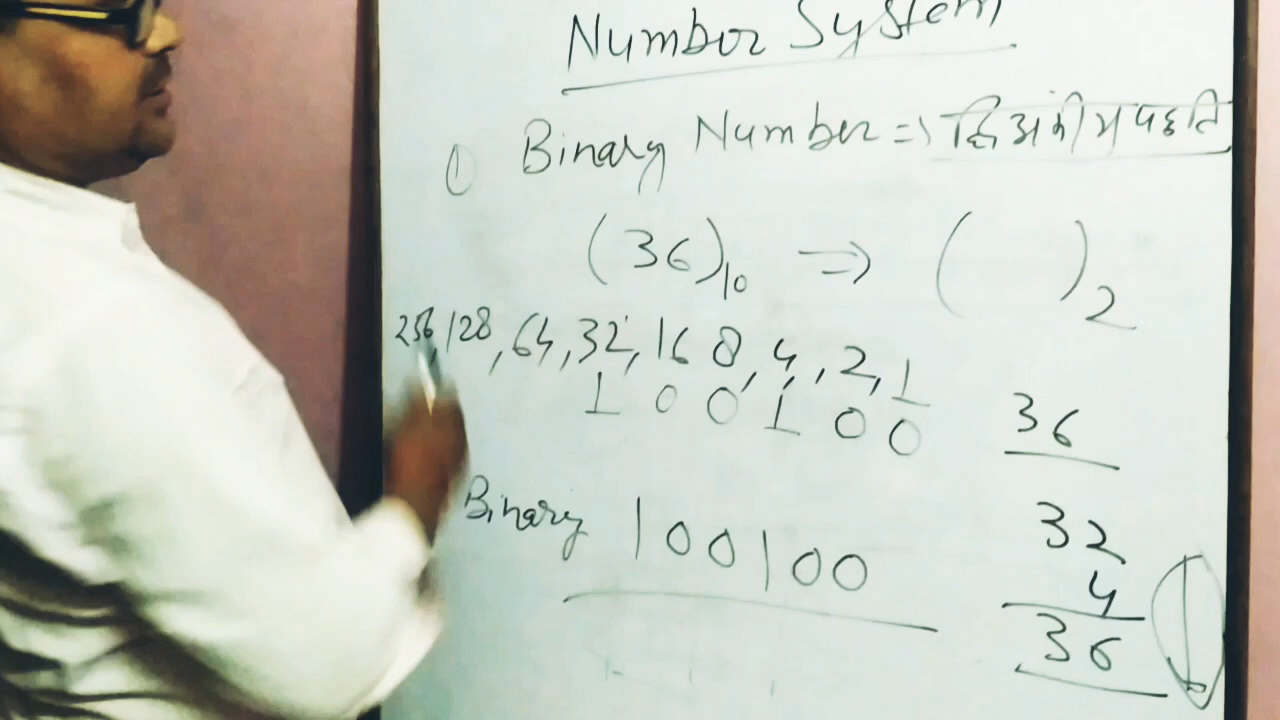 Number System
① Binary Number => द्विअंकीय पद्धति
(36)10 => ( )2
256, 128, 64, 32, 16 8, 4, 2, 1
1 0 0 1 0 0
36
Binary 100100
32
4
36